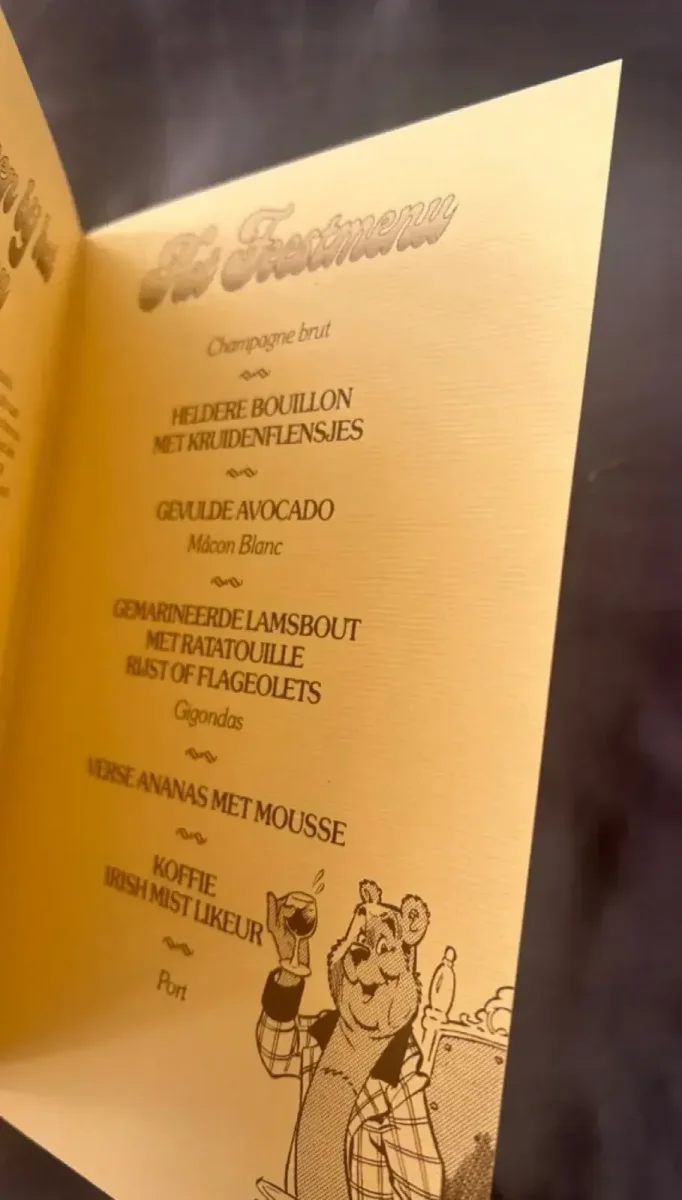 Het Feestmenu
Champagne brut
HELDERE BOUILLON
MET KRUIDENFLENSJES
GEVULDE AVOCADO
Mâcon Blanc
GEMARINEERDE LAMSBOUT
MET RATATOUILLE
RIJST OF FLAGEOLETS
Gigondas
VERSE ANANAS MET MOUSSE
KOFFIE
IRISH MIST LIKEUR
Port